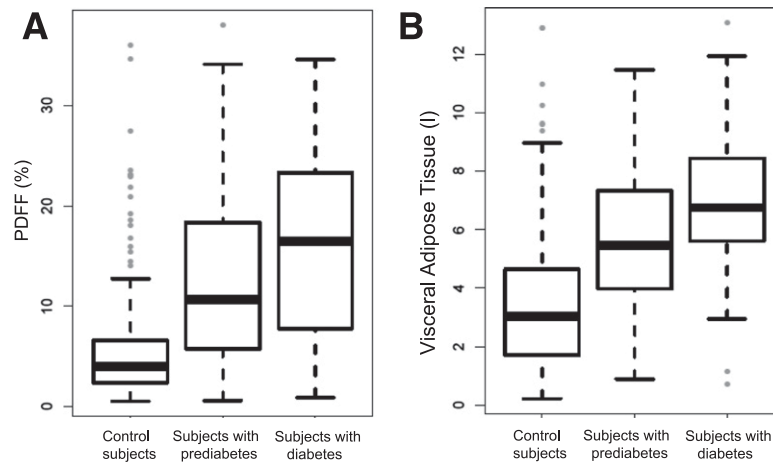 A
PDFF (%)
30
20
10
0
Control
subjects
Subjects with
prediabetes
Subjects with
diabetes
B
Visceral Adipose Tissue (l)
12
10
8
6
4
2
0
Control
subjects
Subjects with
prediabetes
Subjects with
diabetes